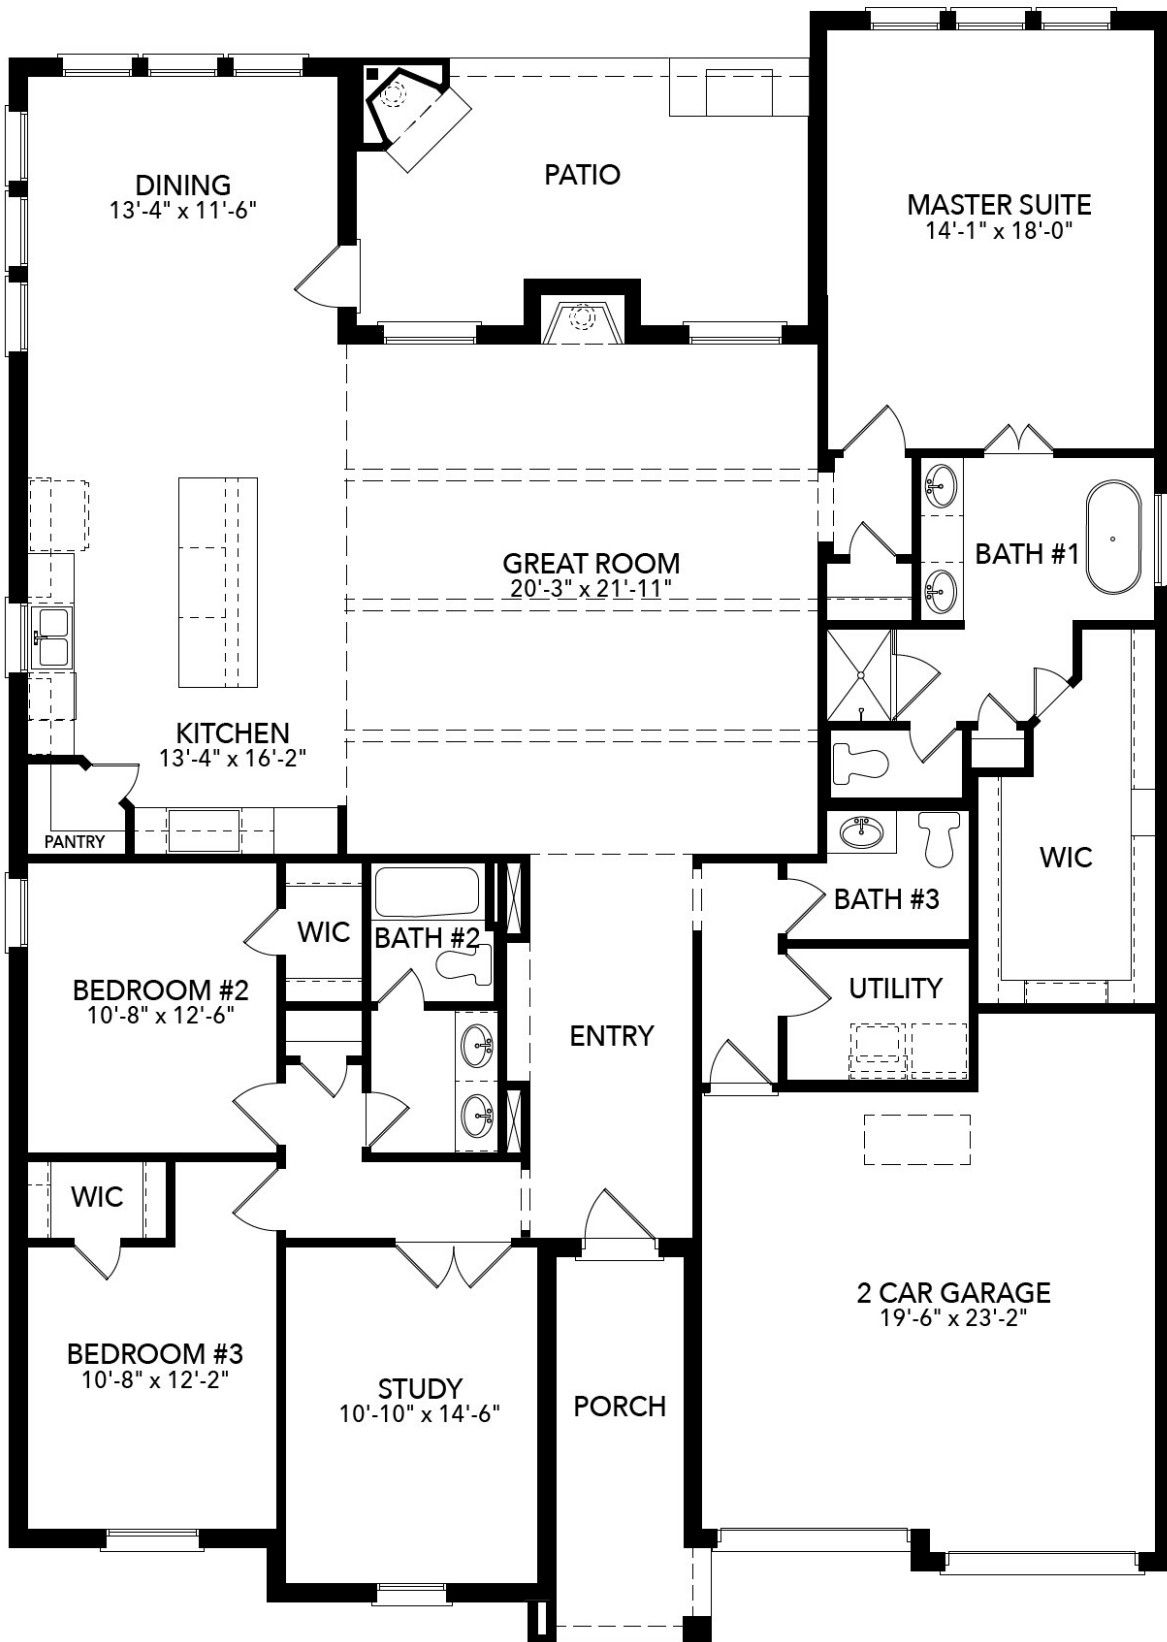 DINING
13'-4" x 11'-6"
PATIO
MASTER SUITE
14'-1" x 18'-0"
BATH #1
GREAT ROOM
20'-3" x 21'-11"
KITCHEN
13'-4" x 16'-2"
PANTRY
WIC
BATH #3
WIC
BATH #2
BEDROOM #2
10'-8" x 12'-6"
UTILITY
ENTRY
WIC
2 CAR GARAGE
19'-6" x 23'-2"
BEDROOM #3
10'-8" x 12'-2"
STUDY
10'-10" x 14'-6"
PORCH